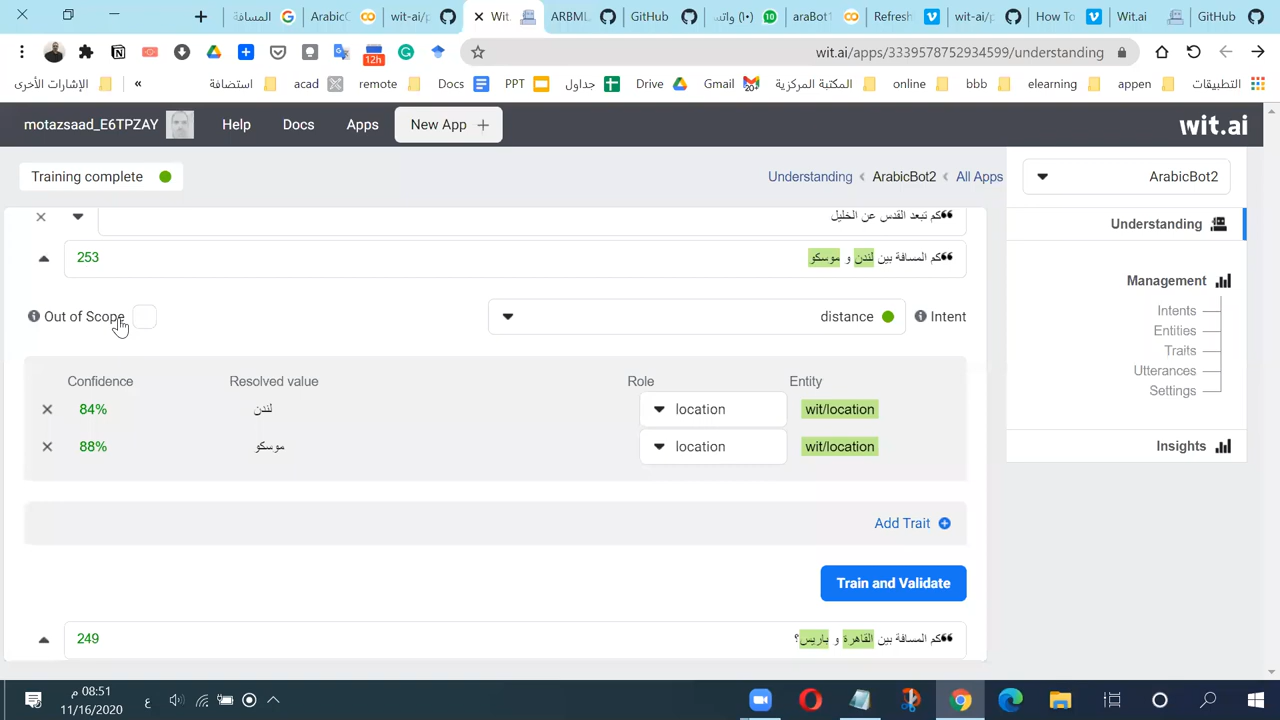 المسافة
ArabicC
wit-ai/p
Wit.
ARBML
GitHub
araBot1
Refresh
wit-ai/p
How To
Wit.ai
GitHub
wit.ai/apps/3339578752934599/understanding
12h
الإشارات الأخرى
«
استضافة
acad
remote
Docs
PPT
جداول
Drive
Gmail
المكتبة المركزية
online
bbb
elearning
appen
التطبيقات
motazsaad_E6TPZAY
Help
Docs
Apps
New App +
wit.ai
Training complete
Understanding < ArabicBot2 < All Apps
ArabicBot2
Understanding
Management
Intents
Entities
Traits
Utterances
Settings
Insights
كم تبعد القدس عن الخليل
253
كم المسافة بين لندن و موسكو
Out of Scope
distance
Intent
Confidence
Resolved value
Role
Entity
84%
لندن
location
wit/location
88%
موسكو
location
wit/location
Add Trait
Train and Validate
249
كم المسافة بين القاهرة و باريس؟
08:51 م
11/16/2020
ع